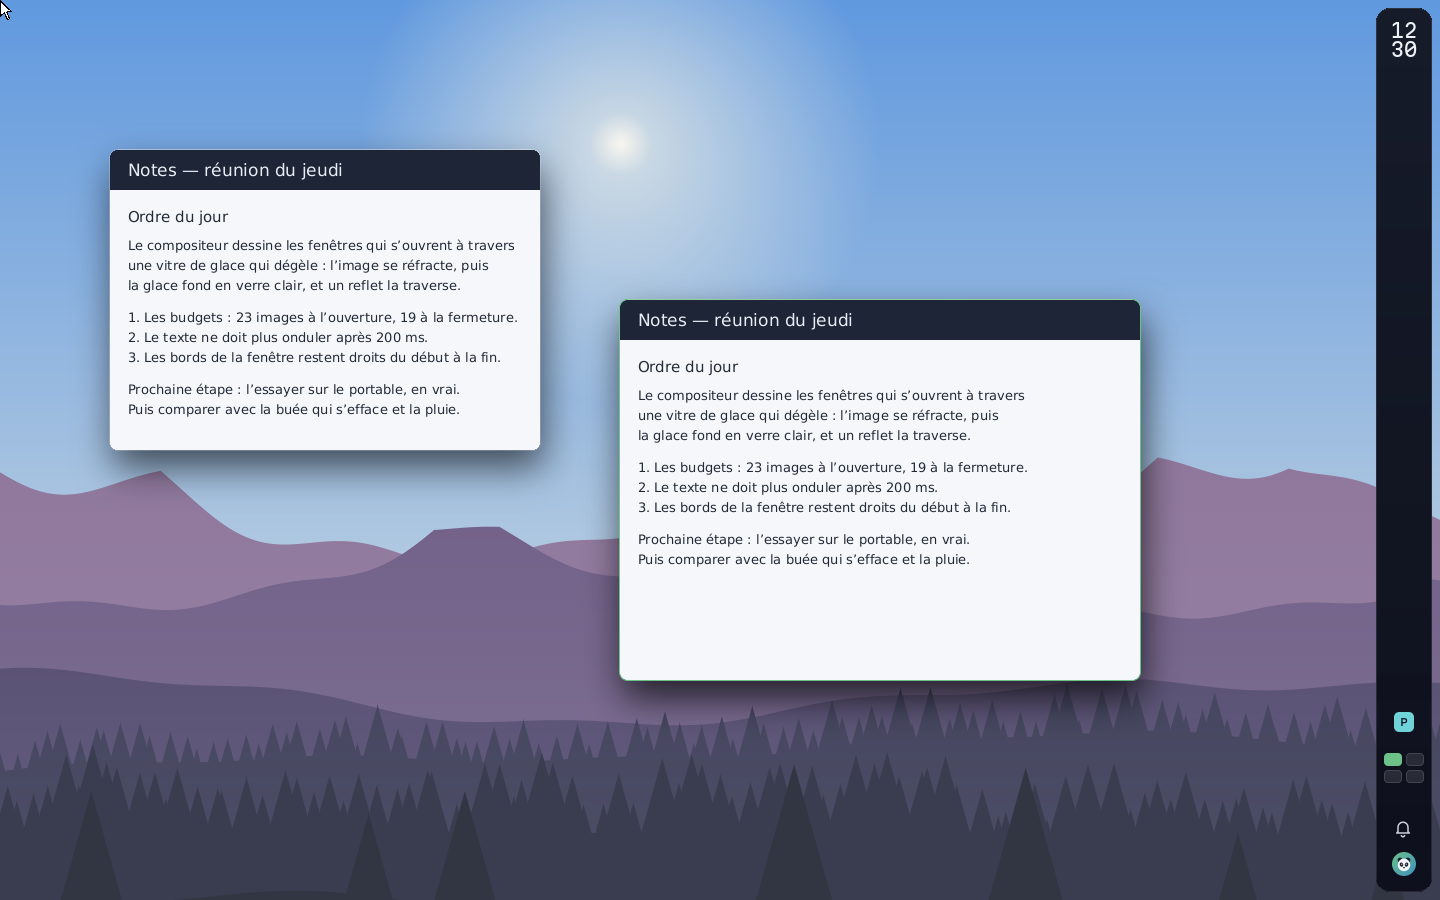 Notes — réunion du jeudi
Ordre du jour
Le compositeur dessine les fenêtres qui s’ouvrent à travers
une vitre de glace qui dégèle : l’image se réfracte, puis
la glace fond en verre clair, et un reflet la traverse.
1. Les budgets : 23 images à l’ouverture, 19 à la fermeture.
2. Le texte ne doit plus onduler après 200 ms.
3. Les bords de la fenêtre restent droits du début à la fin.
Prochaine étape : l’essayer sur le portable, en vrai.
Puis comparer avec la buée qui s’efface et la pluie.
Notes — réunion du jeudi
Ordre du jour
Le compositeur dessine les fenêtres qui s’ouvrent à travers
une vitre de glace qui dégèle : l’image se réfracte, puis
la glace fond en verre clair, et un reflet la traverse.
1. Les budgets : 23 images à l’ouverture, 19 à la fermeture.
2. Le texte ne doit plus onduler après 200 ms.
3. Les bords de la fenêtre restent droits du début à la fin.
Prochaine étape : l’essayer sur le portable, en vrai.
Puis comparer avec la buée qui s’efface et la pluie.
12
30
P